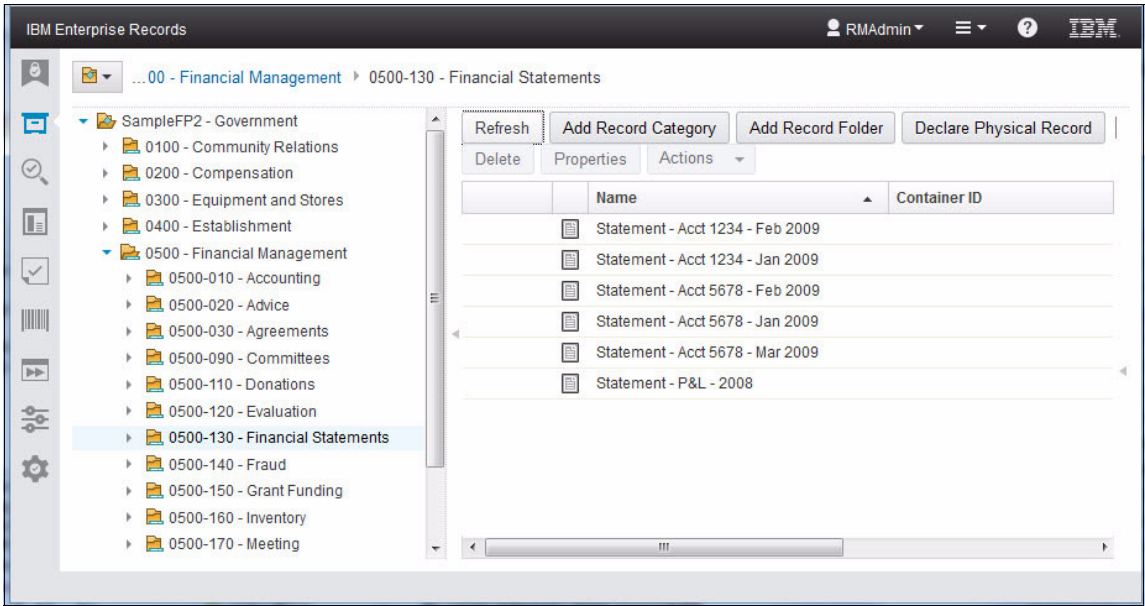 IBM Enterprise Records
RMAdmin
IBM
...00 - Financial Management
0500-130 - Financial Statements
SampleFP2 - Government
0100 - Community Relations
0200 - Compensation
0300 - Equipment and Stores
0400 - Establishment
0500 - Financial Management
0500-010 - Accounting
0500-020 - Advice
0500-030 - Agreements
0500-090 - Committees
0500-110 - Donations
0500-120 - Evaluation
0500-130 - Financial Statements
0500-140 - Fraud
0500-150 - Grant Funding
0500-160 - Inventory
0500-170 - Meeting
Refresh Add Record Category Add Record Folder Declare Physical Record
Delete Properties Actions
Name Container ID
Statement - Acct 1234 - Feb 2009
Statement - Acct 1234 - Jan 2009
Statement - Acct 5678 - Feb 2009
Statement - Acct 5678 - Jan 2009
Statement - Acct 5678 - Mar 2009
Statement - P&L - 2008